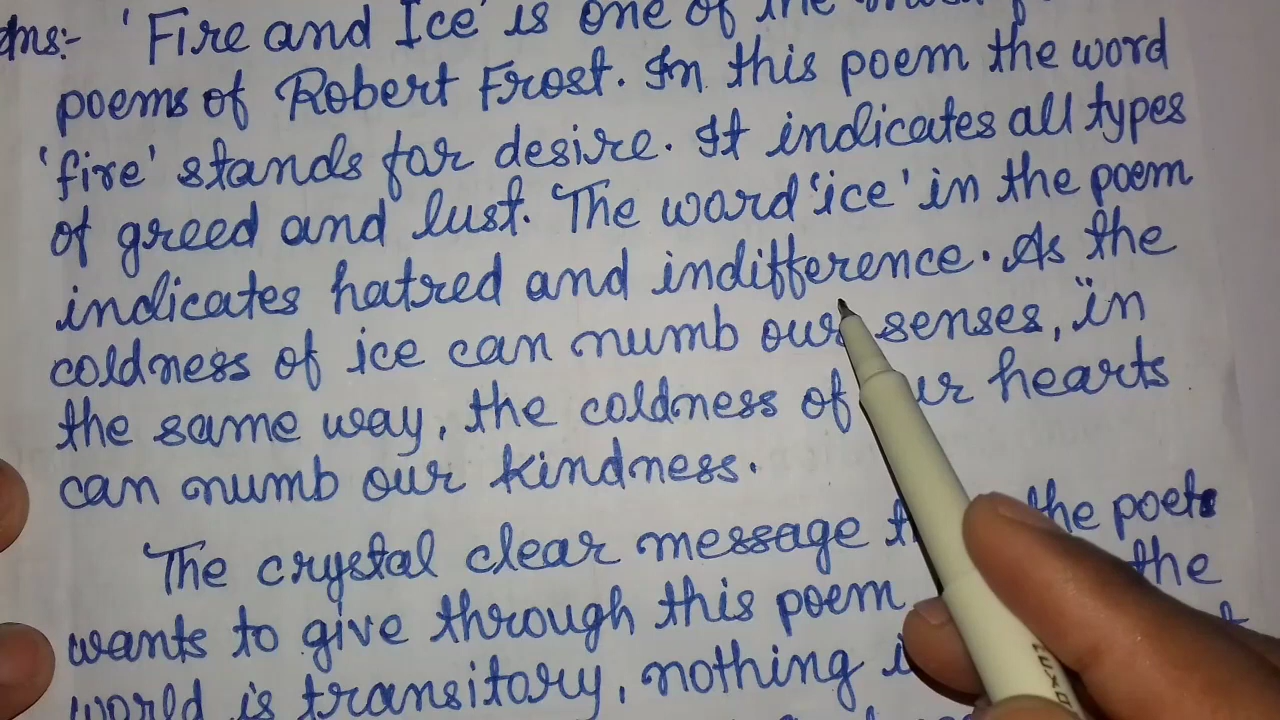 Ans:- 'Fire and Ice' is one of the most
poems of Robert Frost. In this poem the word
'fire' stands for desire. It indicates all types
of greed and lust. The word 'ice' in the poem
indicates hatred and indifference. As the
coldness of ice can numb our senses, in
the same way, the coldness of our hearts
can numb our kindness.
The crystal clear message the poet
wants to give through this poem the
world is transitory, nothing
LUXO